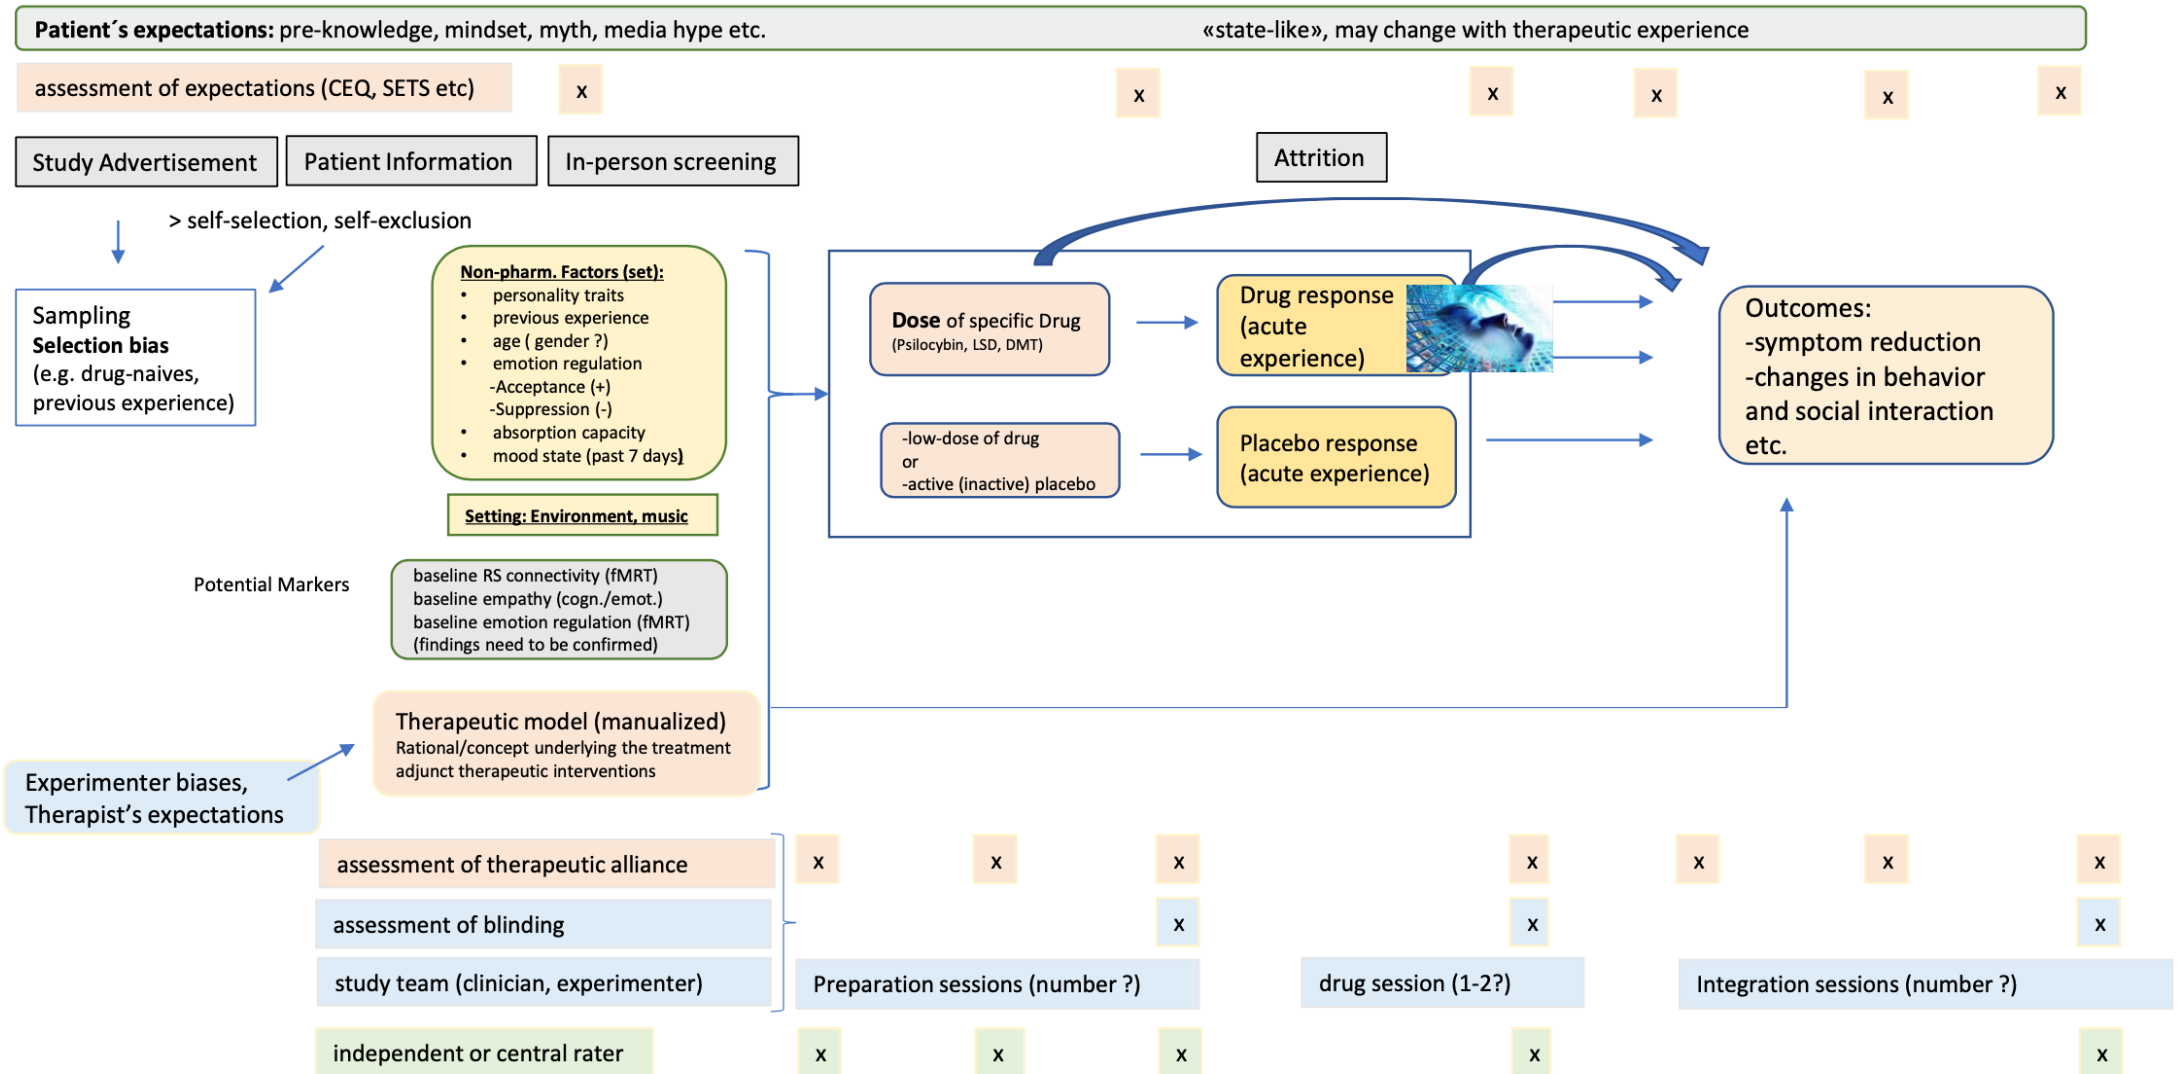 Patient´s expectations: pre-knowledge, mindset, myth, media hype etc.
«state-like», may change with therapeutic experience
assessment of expectations (CEQ, SETS etc)
x
x
x
x
x
x
Study Advertisement
Patient Information
In-person screening
Attrition
> self-selection, self-exclusion
Sampling
Selection bias
(e.g. drug-naives,
previous experience)
Non-pharm. Factors (set):
• personality traits
• previous experience
• age ( gender ?)
• emotion regulation
-Acceptance (+)
-Suppression (-)
• absorption capacity
• mood state (past 7 days)
Setting: Environment, music
Potential Markers
baseline RS connectivity (fMRT)
baseline empathy (cogn./emot.)
baseline emotion regulation (fMRT)
(findings need to be confirmed)
Therapeutic model (manualized)
Rational/concept underlying the treatment
adjunct therapeutic interventions
Experimenter biases,
Therapist’s expectations
Dose of specific Drug
(Psilocybin, LSD, DMT)
Drug response
(acute
experience)
-low-dose of drug
or
-active (inactive) placebo
Placebo response
(acute experience)
Outcomes:
-symptom reduction
-changes in behavior
and social interaction
etc.
assessment of therapeutic alliance
x
x
x
x
x
x
x
assessment of blinding
x
x
x
study team (clinician, experimenter)
Preparation sessions (number ?)
drug session (1-2?)
Integration sessions (number ?)
independent or central rater
x
x
x
x
x